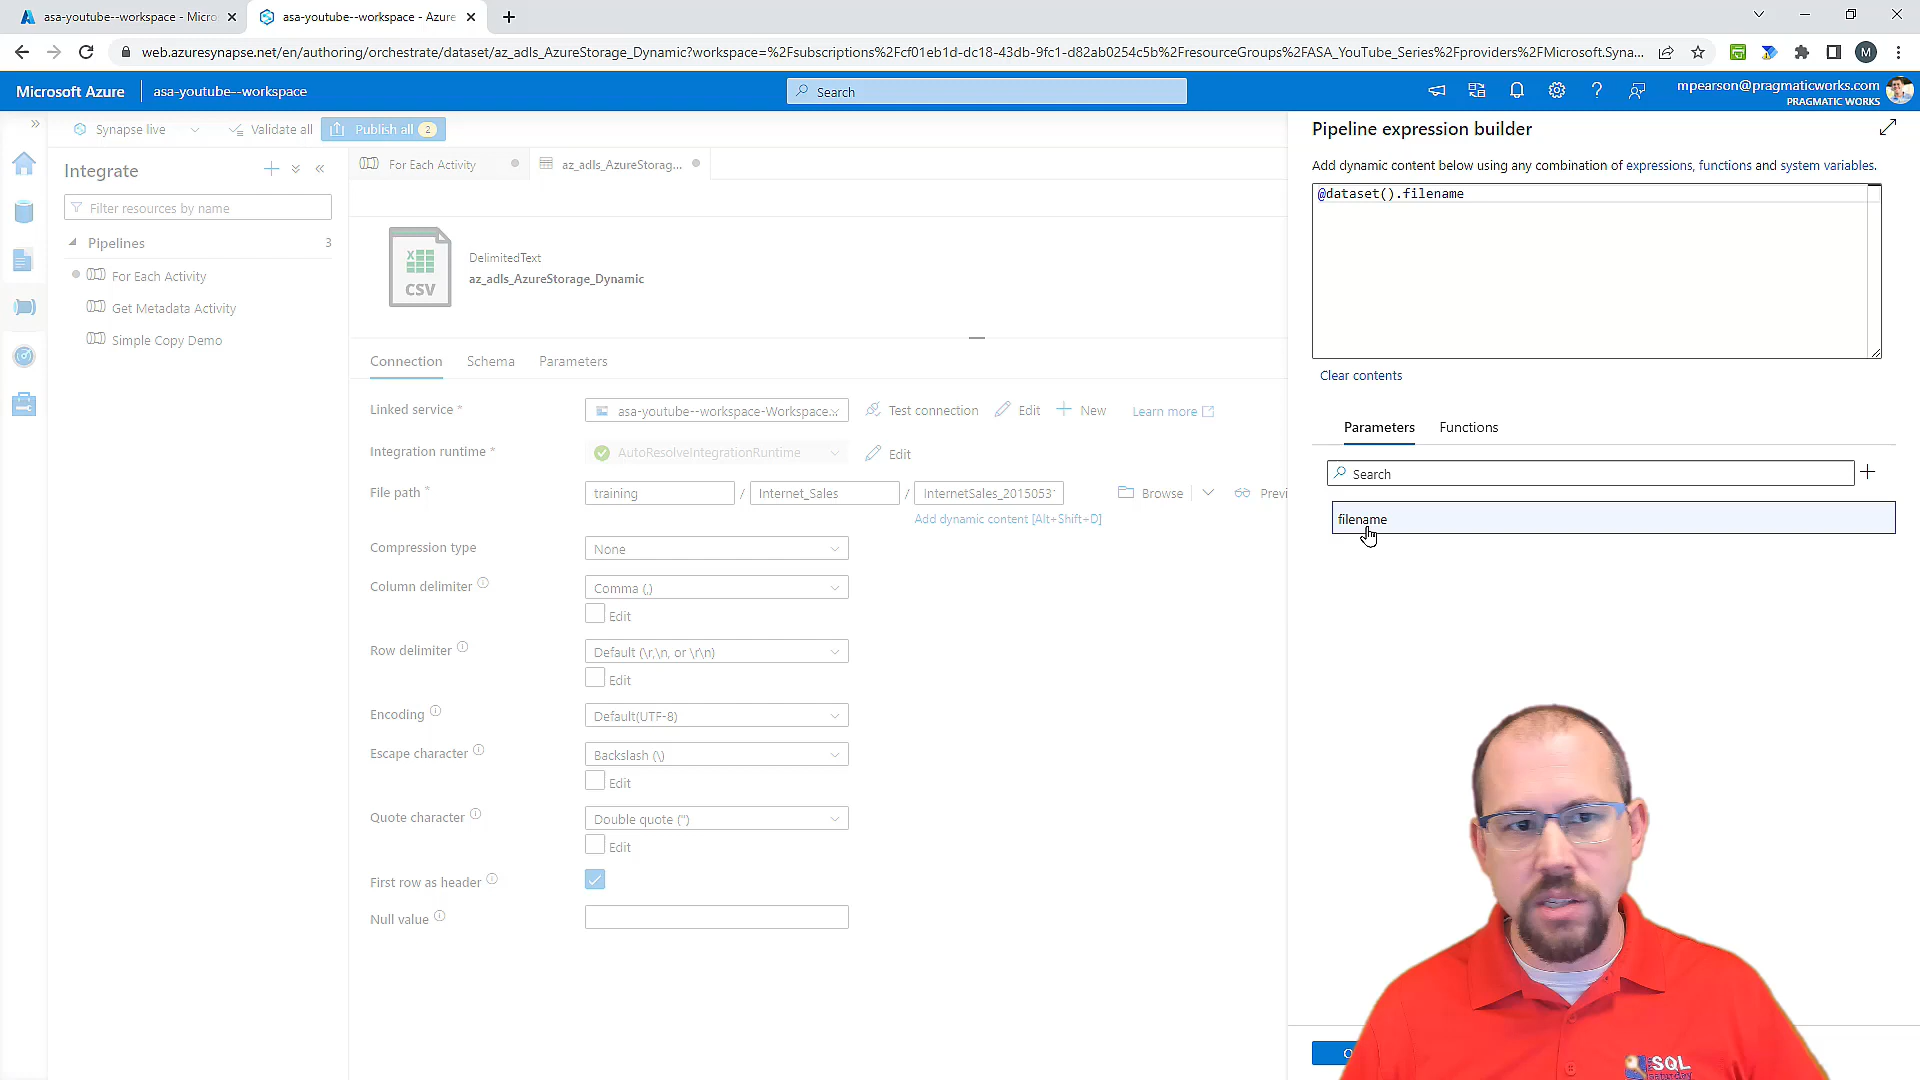 asa-youtube--workspace - Micro
asa-youtube--workspace - Azure
web.azuresynapse.net/en/authoring/orchestrate/dataset/az_adls_AzureStorage_Dynamic?workspace=%2Fsubscriptions%2Fcf01eb1d-dc18-43db-9fc1-d82ab0254c5b%2FresourceGroups%2FASA_YouTube_Series%2Fproviders%2FMicrosoft.Syna...
M
Microsoft Azure
asa-youtube--workspace
Search
mpearson@pragmaticworks.com
PRAGMATIC WORKS
Synapse live
Validate all
Publish all 2
Integrate
Filter resources by name
Pipelines 3
For Each Activity
Get Metadata Activity
Simple Copy Demo
For Each Activity
az_adls_AzureStorag...
CSV
DelimitedText
az_adls_AzureStorage_Dynamic
Connection
Schema
Parameters
Linked service *
asa-youtube--workspace-Workspace...
Test connection
Edit
New
Learn more
Integration runtime *
AutoResolveIntegrationRuntime
Edit
File path *
training / Internet_Sales / InternetSales_2015053
Browse
Previ
Add dynamic content [Alt+Shift+D]
Compression type
None
Column delimiter
Comma (,)
Edit
Row delimiter
Default (\r,\n, or \r\n)
Edit
Encoding
Default(UTF-8)
Escape character
Backslash (\)
Edit
Quote character
Double quote (")
Edit
First row as header
Null value
Pipeline expression builder
Add dynamic content below using any combination of expressions, functions and system variables.
@dataset().filename
Clear contents
Parameters
Functions
Search
filename
SQL
saturday